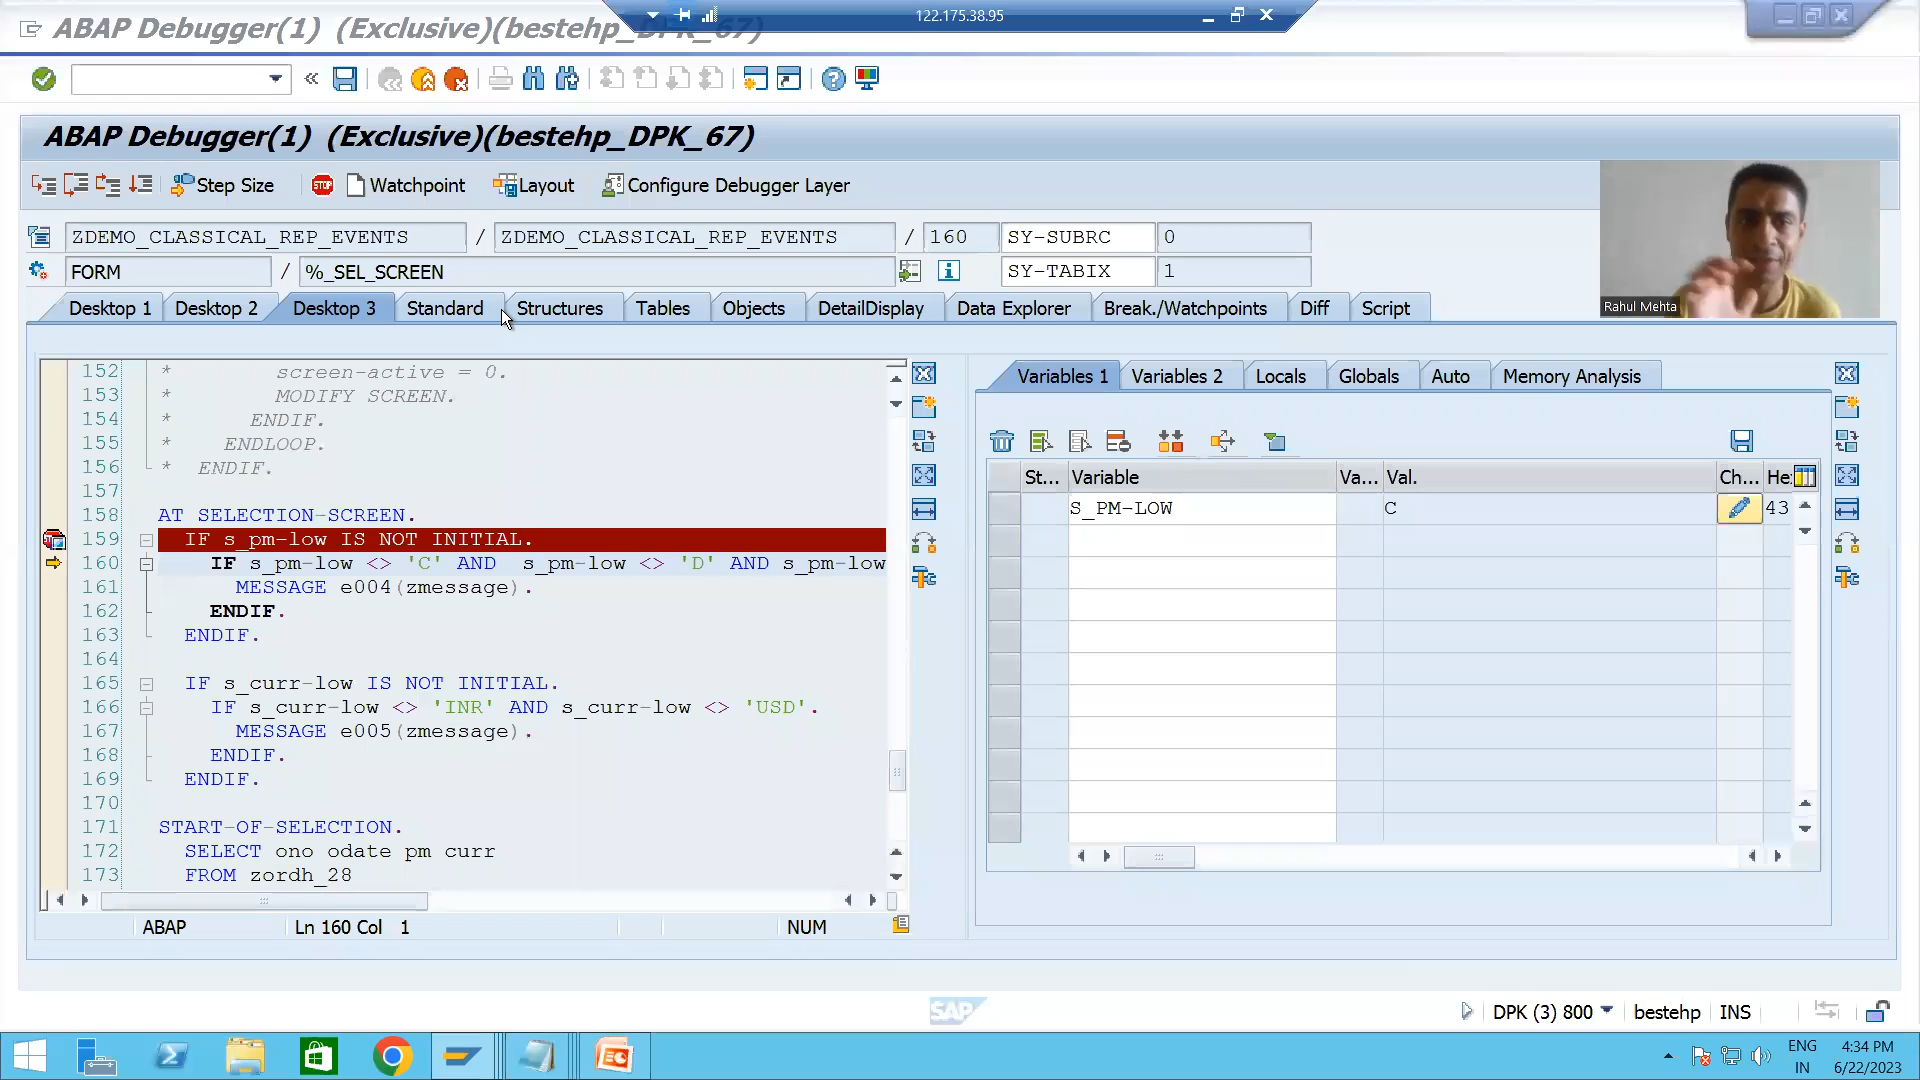 ABAP Debugger(1) (Exclusive)(bestehp_DPK_67)
122.175.38.95
ABAP Debugger(1) (Exclusive)(bestehp_DPK_67)
Step Size
STOP
Watchpoint
Layout
Configure Debugger Layer
ZDEMO_CLASSICAL_REP_EVENTS / ZDEMO_CLASSICAL_REP_EVENTS / 160 SY-SUBRC 0
FORM / %_SEL_SCREEN SY-TABIX 1
Rahul Mehta
Desktop 1 Desktop 2 Desktop 3 Standard Structures Tables Objects DetailDisplay Data Explorer Break./Watchpoints Diff Script
152 * screen-active = 0.
153 * MODIFY SCREEN.
154 * ENDIF.
155 * ENDLOOP.
156 * ENDIF.
157
158 AT SELECTION-SCREEN.
159 IF s_pm-low IS NOT INITIAL.
160 IF s_pm-low <> 'C' AND s_pm-low <> 'D' AND s_pm-low
161 MESSAGE e004(zmessage).
162 ENDIF.
163 ENDIF.
164
165 IF s_curr-low IS NOT INITIAL.
166 IF s_curr-low <> 'INR' AND s_curr-low <> 'USD'.
167 MESSAGE e005(zmessage).
168 ENDIF.
169 ENDIF.
170
171 START-OF-SELECTION.
172 SELECT ono odate pm curr
173 FROM zordh_28
ABAP Ln 160 Col 1 NUM
Variables 1 Variables 2 Locals Globals Auto Memory Analysis
St... Variable Va... Val. Ch... He
S_PM-LOW C 43
SAP
DPK (3) 800 bestehp INS
ENG
IN
4:34 PM
6/22/2023